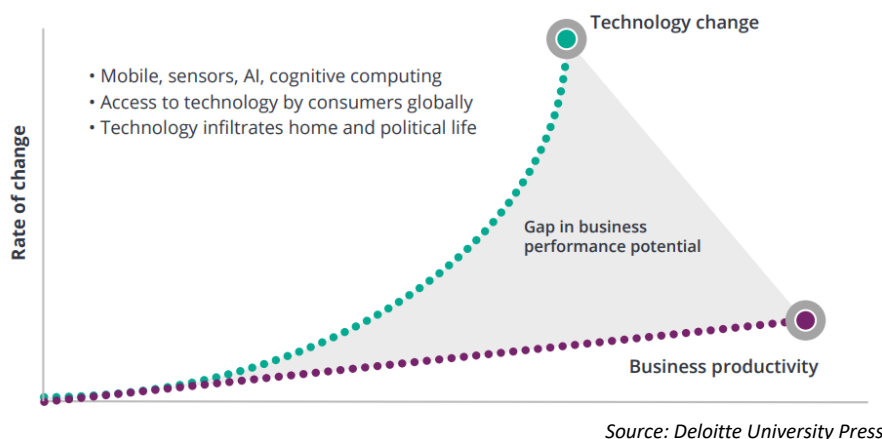 Technology change
• Mobile, sensors, AI, cognitive computing
• Access to technology by consumers globally
• Technology infiltrates home and political life
Rate of change
Gap in business
performance potential
Business productivity
Source: Deloitte University Press